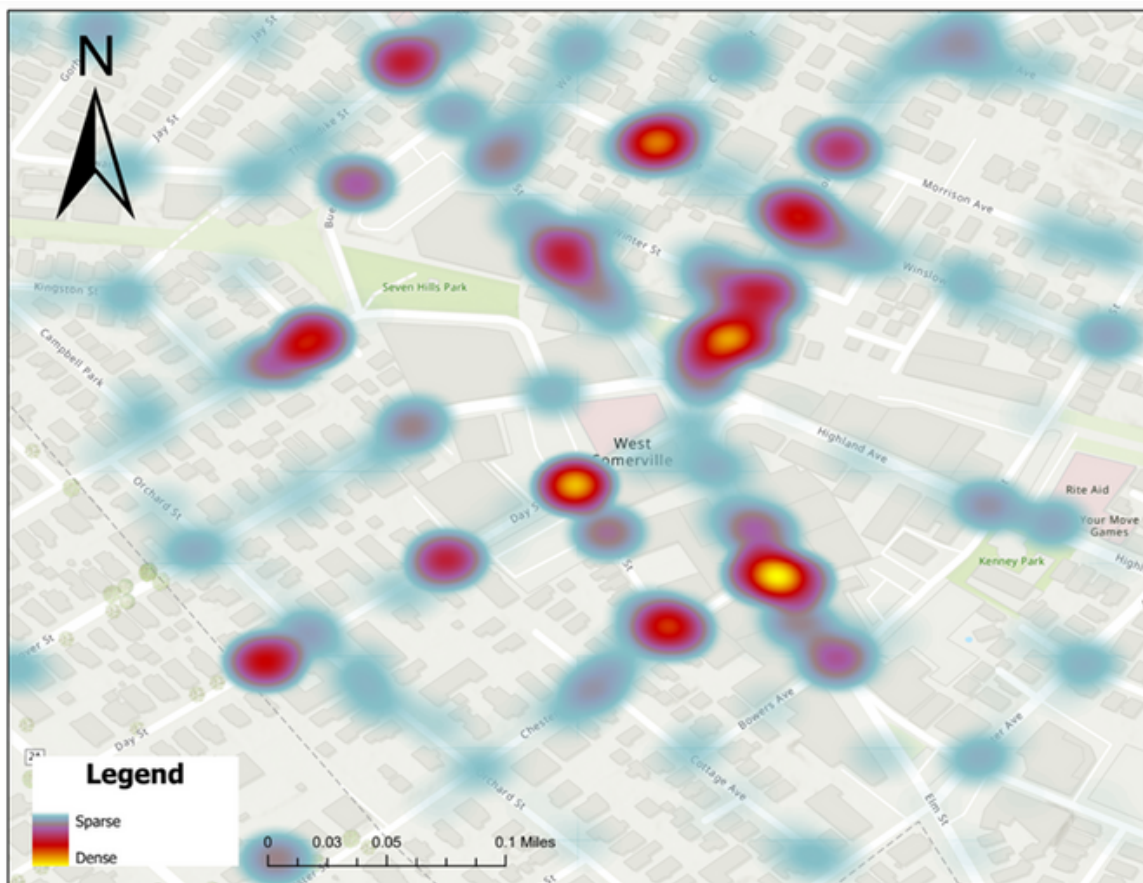 N
Jay St
Jay St
Morrison Ave
Seven Hills Park
Kingston St
Winslow
Campbell Park
West
Somerville
Highland Ave
Orchard St
Day St
Rite Aid
Your Move
Games
Kenney Park
Bowers Ave
Day St
Orchard St
Cottage Ave
Elm St
Legend
Sparse
Dense
0 0.03 0.05 0.1 Miles